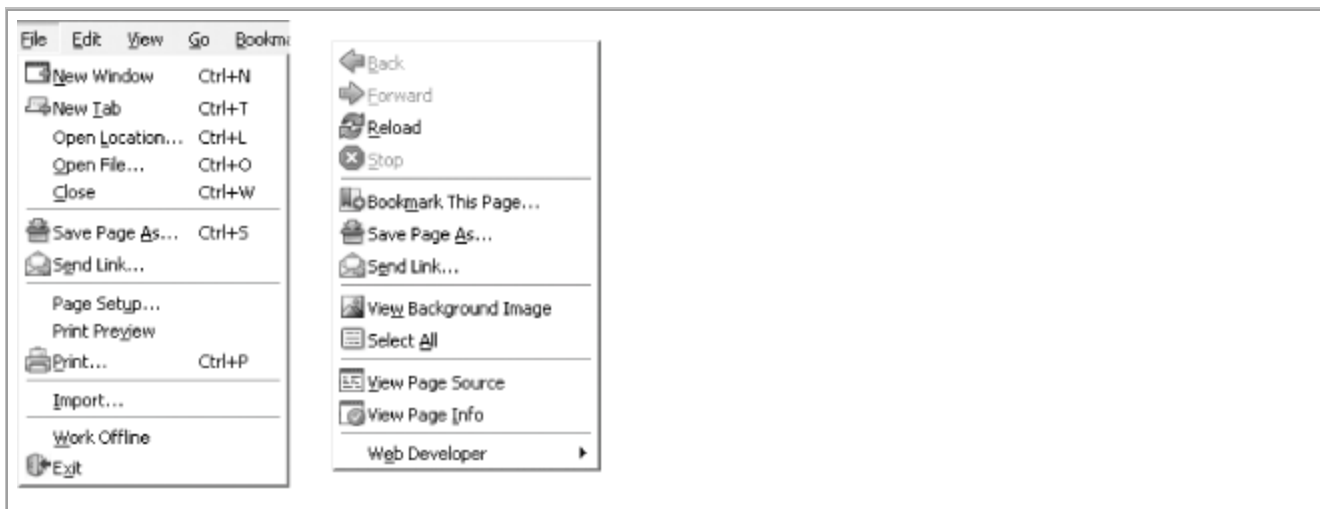 File Edit View Go Bookma
New Window Ctrl+N
New Tab Ctrl+T
Open Location... Ctrl+L
Open File... Ctrl+O
Close Ctrl+W
Save Page As... Ctrl+S
Send Link...
Page Setup...
Print Preview
Print... Ctrl+P
Import...
Work Offline
Exit
Back
Forward
Reload
Stop
Bookmark This Page...
Save Page As...
Send Link...
View Background Image
Select All
View Page Source
View Page Info
Web Developer